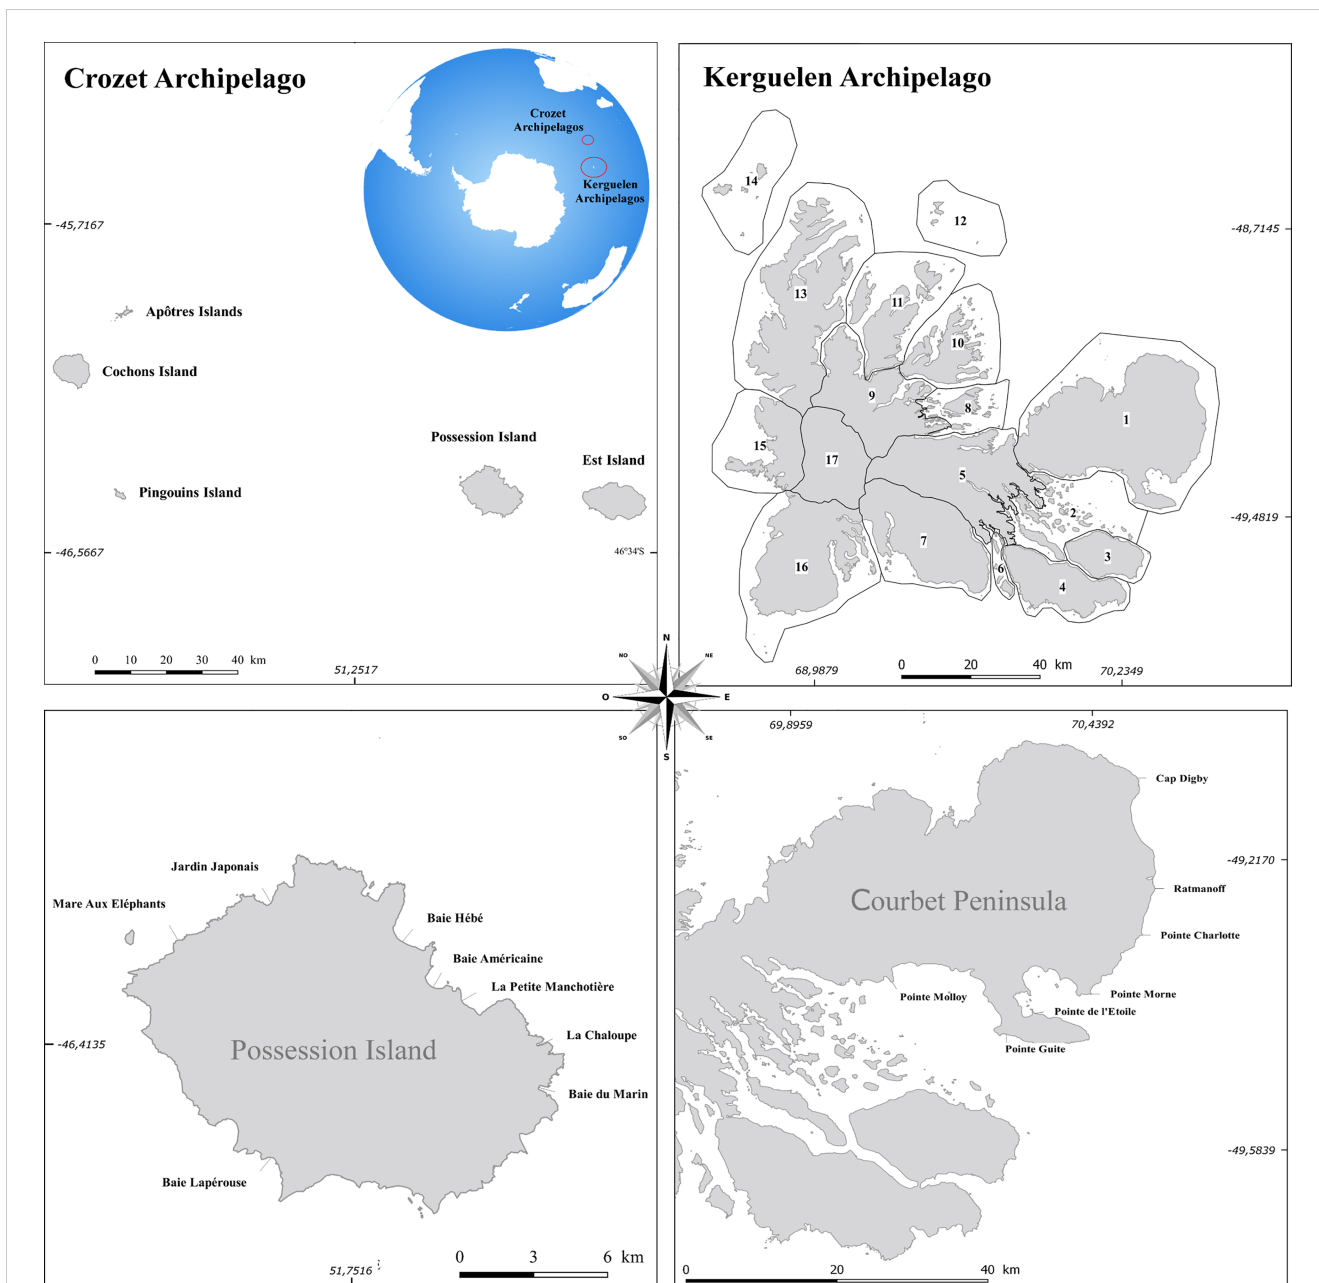 Crozet Archipelago
Crozet
Archipelagos
Kerguelen
Archipelagos
-45,7167
Apôtres Islands
Cochons Island
Possession Island
Est Island
Pingouins Island
-46,5667
46°34'S
0 10 20 30 40 km
51,2517
Kerguelen Archipelago
14
12
-48,7145
13
11
10
9
8
1
15
17
5
-49,4819
2
7
3
16
6
4
0 20 40 km
68,9879
70,2349
N
NO
NE
O
E
SO
SE
S
Jardin Japonais
Mare Aux Eléphants
Baie Hébé
Baie Américaine
La Petite Manchotière
La Chaloupe
-46,4135
Possession Island
Baie du Marin
Baie Lapérouse
0 3 6 km
51,7516
69,8959
70,4392
Cap Digby
-49,2170
Ratmanoff
Courbet Peninsula
Pointe Charlotte
Pointe Molloy
Pointe Morne
Pointe de l'Etoile
Pointe Guite
-49,5839
0 20 40 km